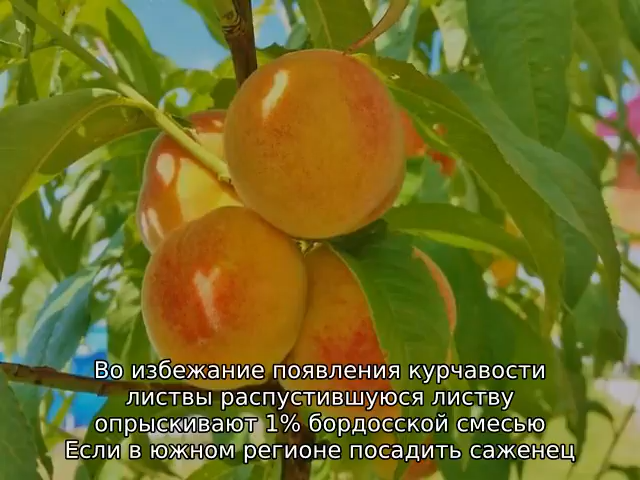 Во избежание появления курчавости
листвы распустившуюся листву
опрыскивают 1% бордосской смесью
Если в южном регионе посадить саженец